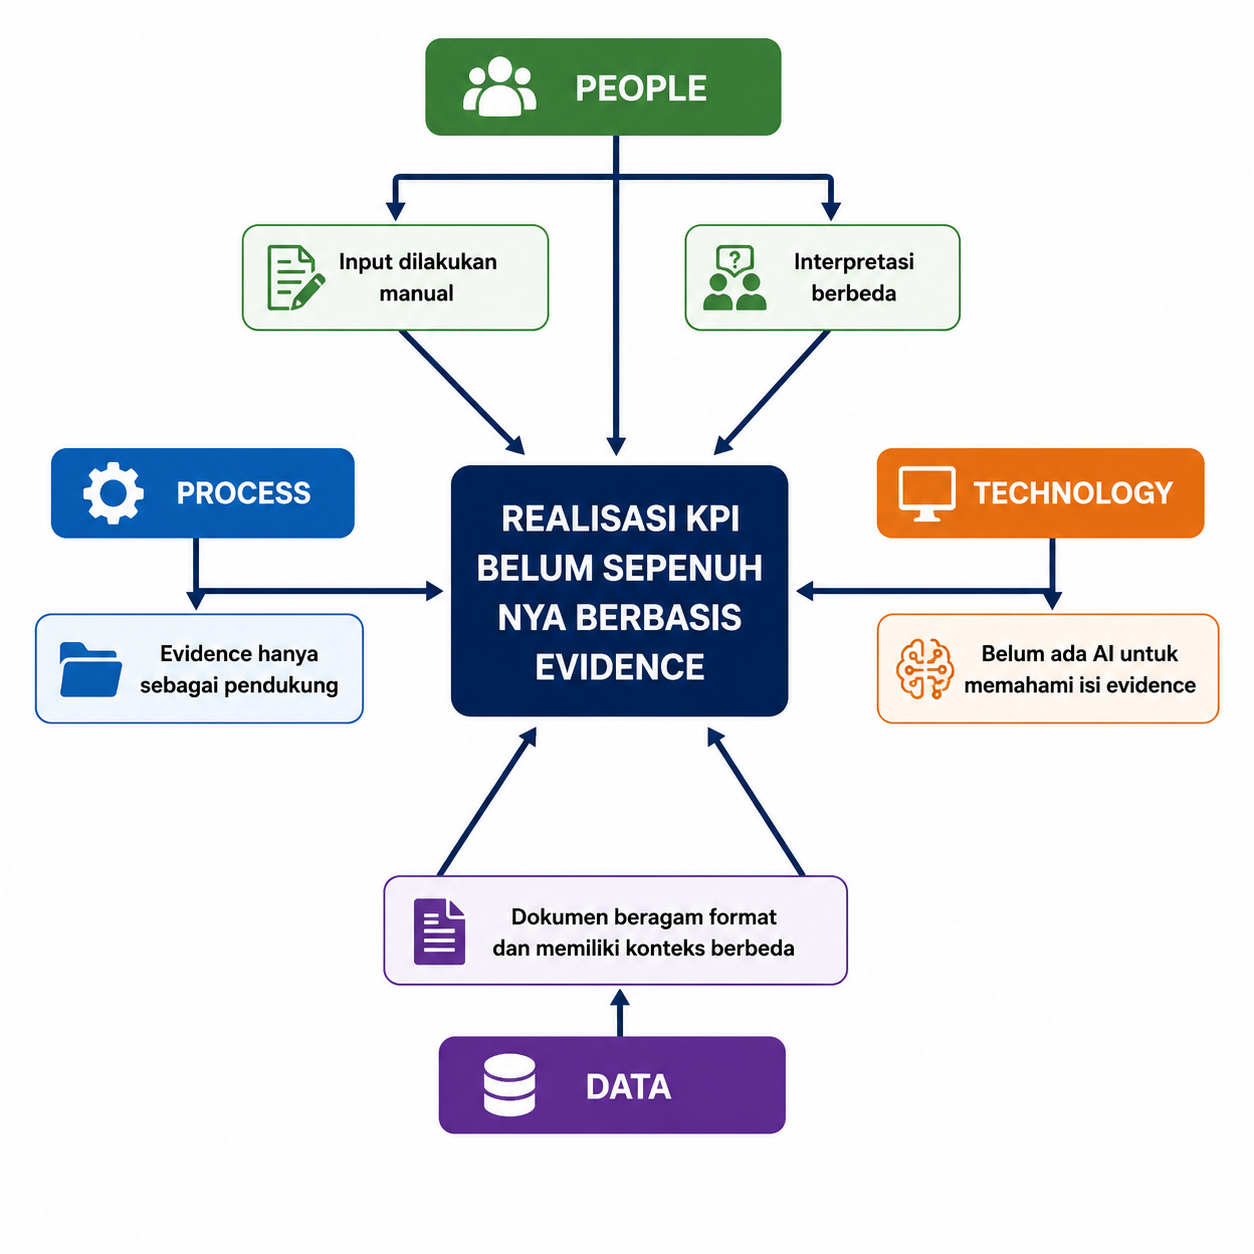 PEOPLE
Input dilakukan
manual
?
Interpretasi
berbeda
PROCESS
REALISASI KPI
BELUM SEPENUH
NYA BERBASIS
EVIDENCE
TECHNOLOGY
Evidence hanya
sebagai pendukung
Belum ada AI untuk
memahami isi evidence
Dokumen beragam format
dan memiliki konteks berbeda
DATA